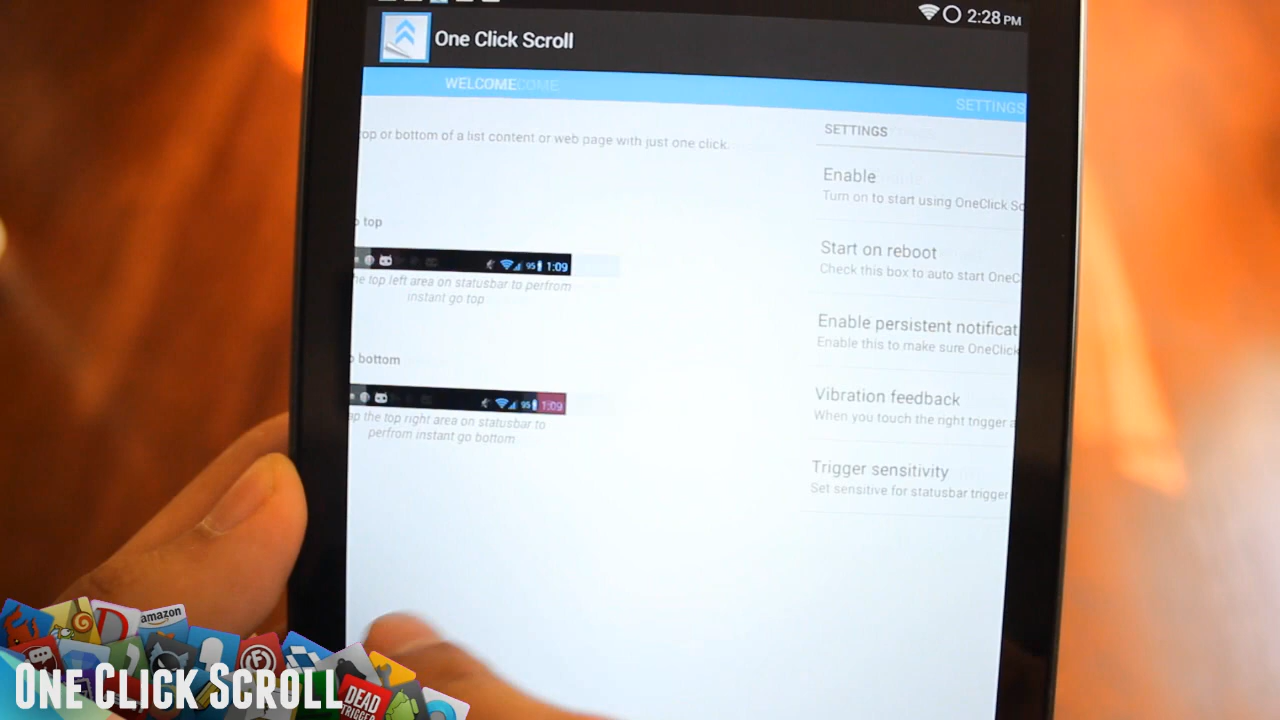 2:28 PM
One Click Scroll
WELCOME
SETTINGS
op or bottom of a list content or web page with just one click.
o top
1:09
he top left area on statusbar to perfrom
instant go top
o bottom
1:09
ap the top right area on statusbar to
perfrom instant go bottom
SETTINGS
Enable
Turn on to start using OneClick Sc
Start on reboot
Check this box to auto start OneC
Enable persistent notificat
Enable this to make sure OneClick
Vibration feedback
When you touch the right trigger a
Trigger sensitivity
Set sensitive for statusbar trigger
amazon
DEAD
TRIGGER
ONE CLICK SCROLL